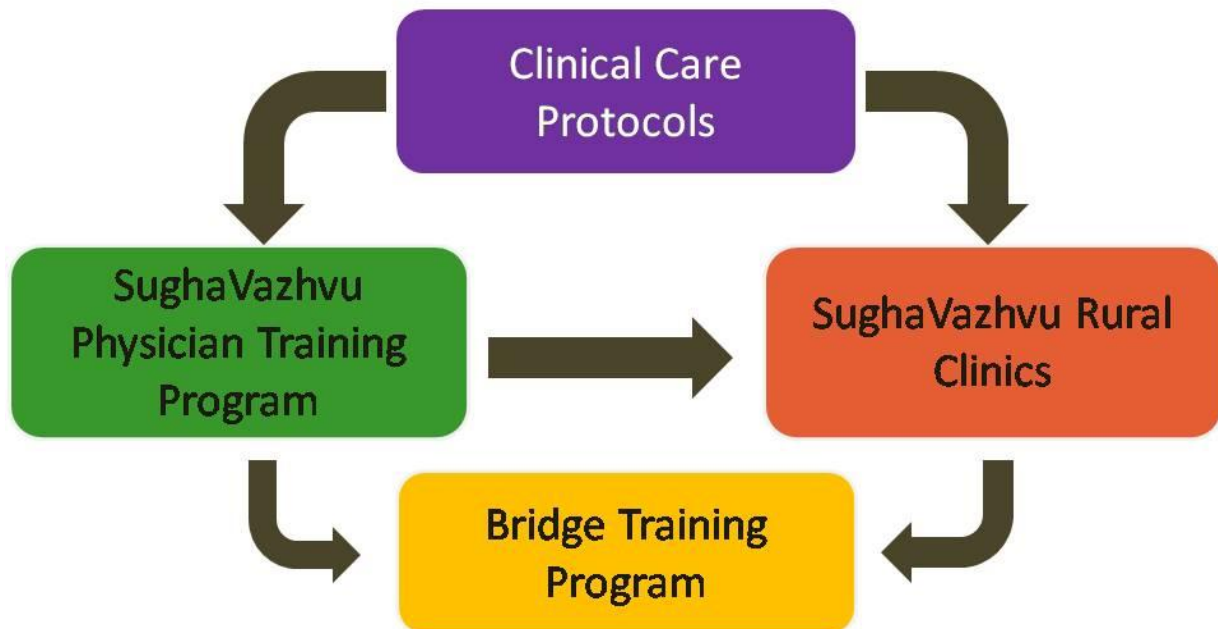 Clinical Care
Protocols
SughaVazhvu
Physician Training
Program
SughaVazhvu Rural
Clinics
Bridge Training
Program